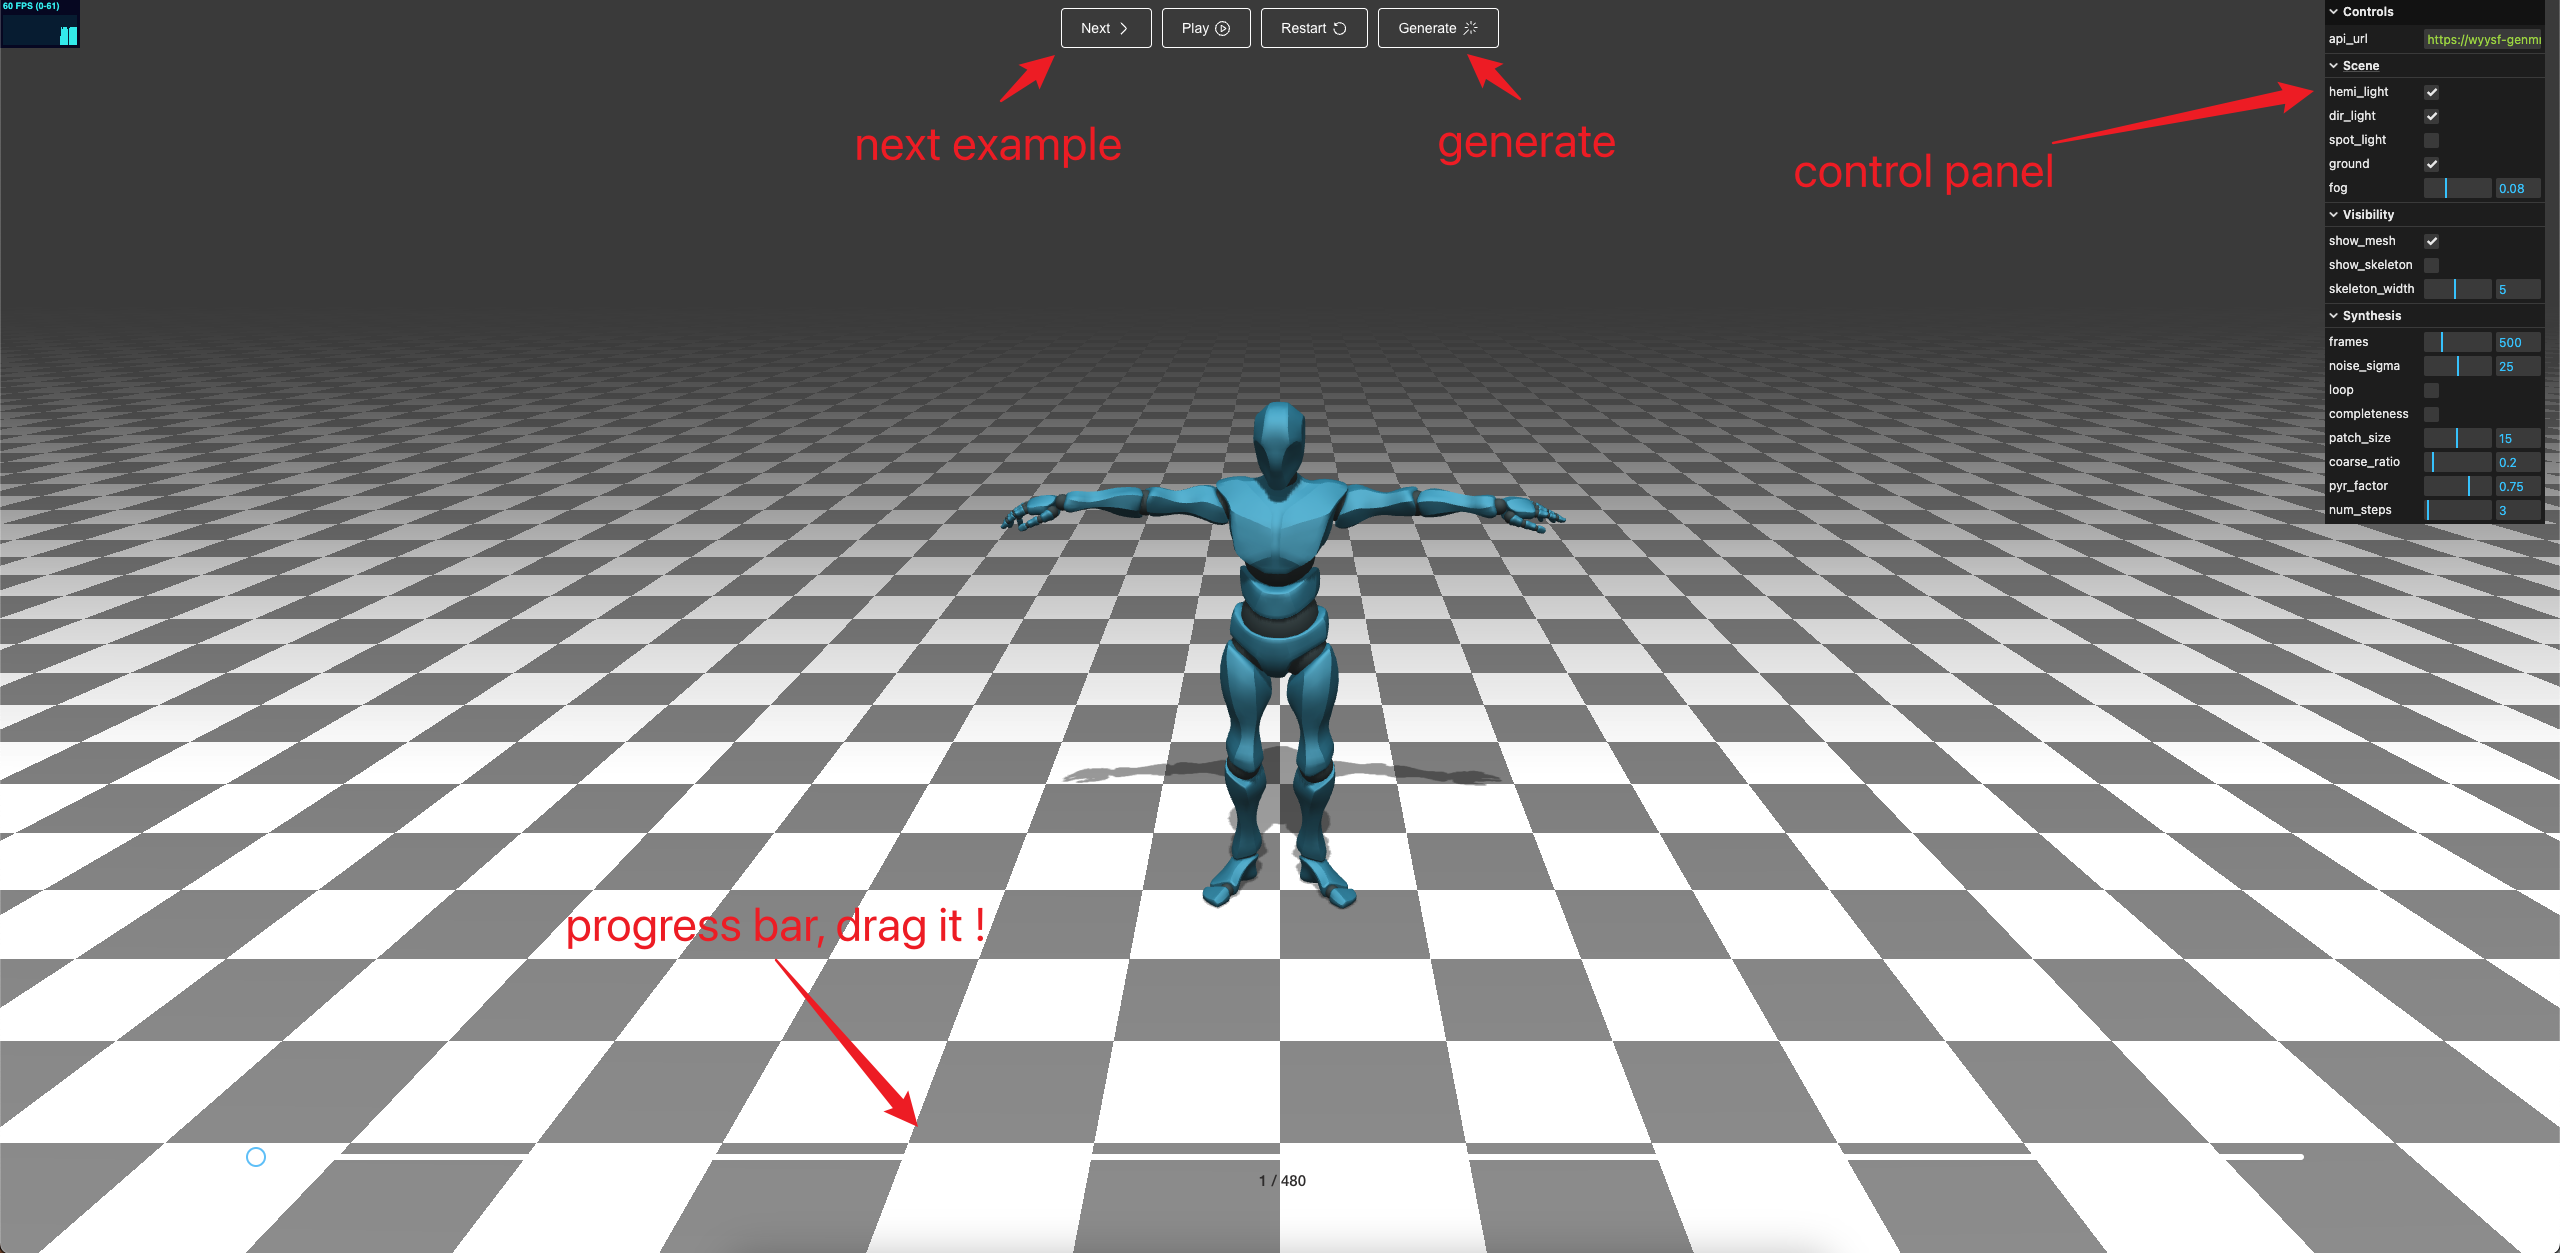 60 FPS (0-61)
Next
Play
Restart
Generate
next example
generate
control panel
Controls
api_url
https://wyysf-genm
Scene
hemi_light
dir_light
spot_light
ground
fog 0.08
Visibility
show_mesh
show_skeleton
skeleton_width 5
Synthesis
frames 500
noise_sigma 25
loop
completeness
patch_size 15
coarse_ratio 0.2
pyr_factor 0.75
num_steps 3
progress bar, drag it !
1 / 480